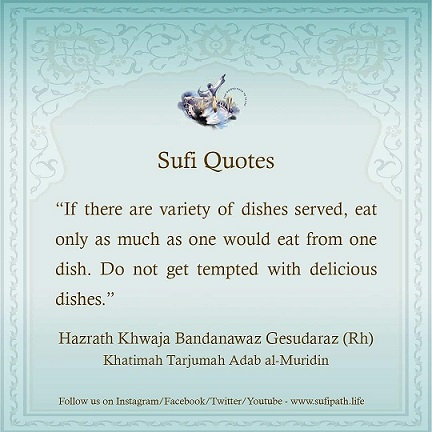 Sufi Quotes
“If there are variety of dishes served, eat
only as much as one would eat from one
dish. Do not get tempted with delicious
dishes.”
Hazrath Khwaja Bandanawaz Gesudaraz (Rh)
Khatimah Tarjumah Adab al-Muridin
Follow us on Instagram/Facebook/Twitter/Youtube - www.sufipath.life